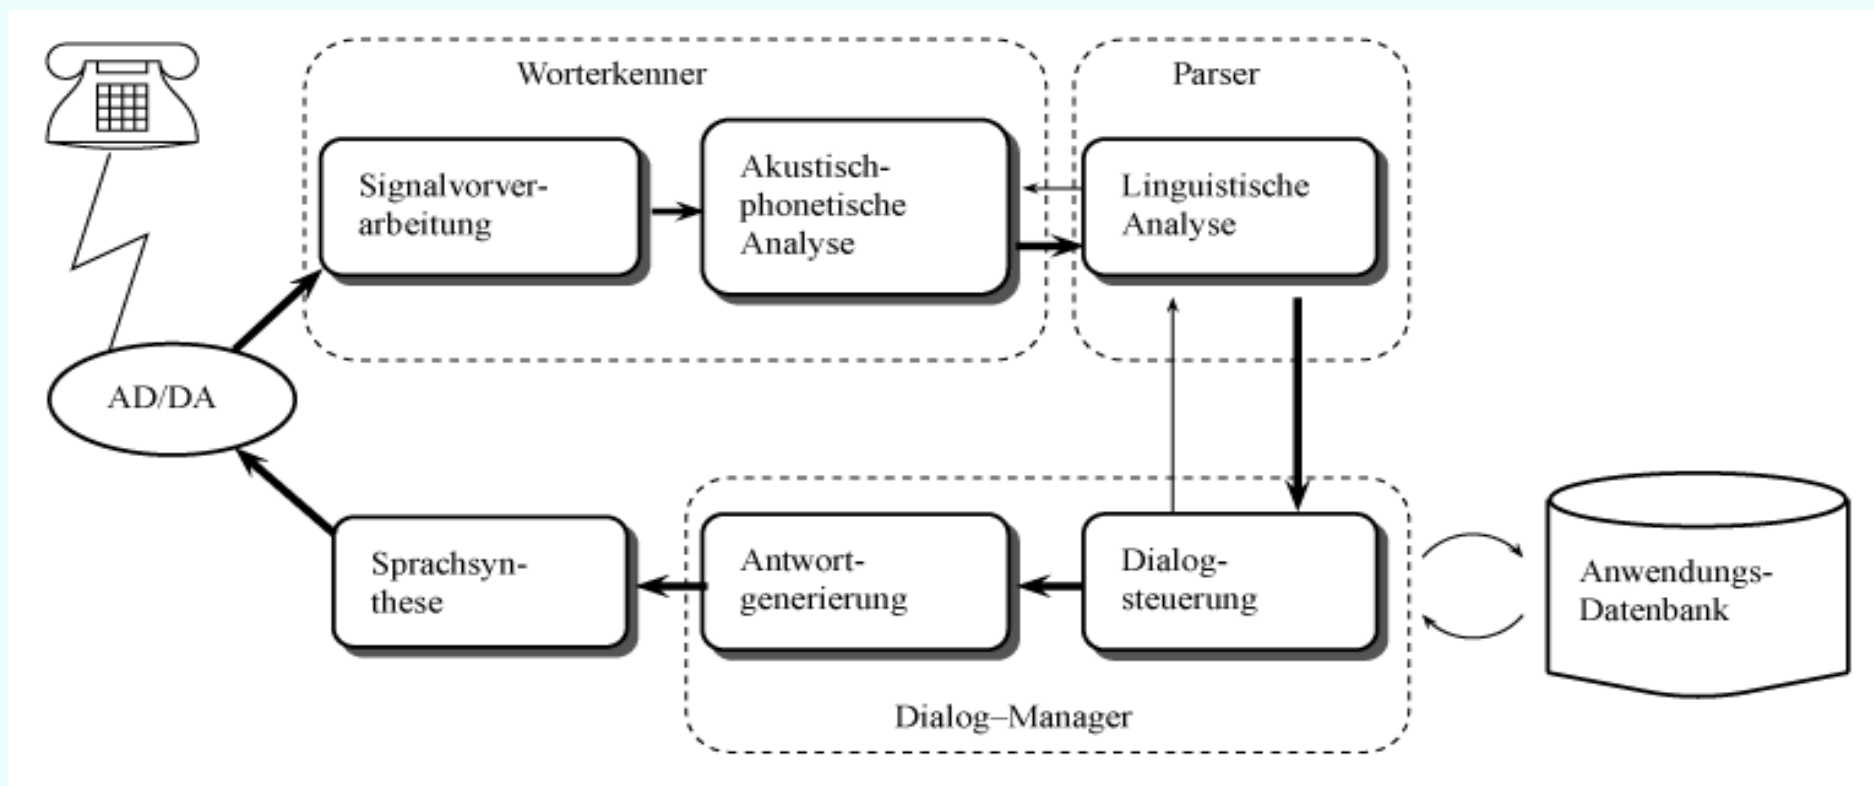 Worterkenner
Parser
Signalvorver-
arbeitung
Akustisch-
phonetische
Analyse
Linguistische
Analyse
AD/DA
Sprachsyn-
these
Antwort-
generierung
Dialog-
steuerung
Anwendungs-
Datenbank
Dialog–Manager